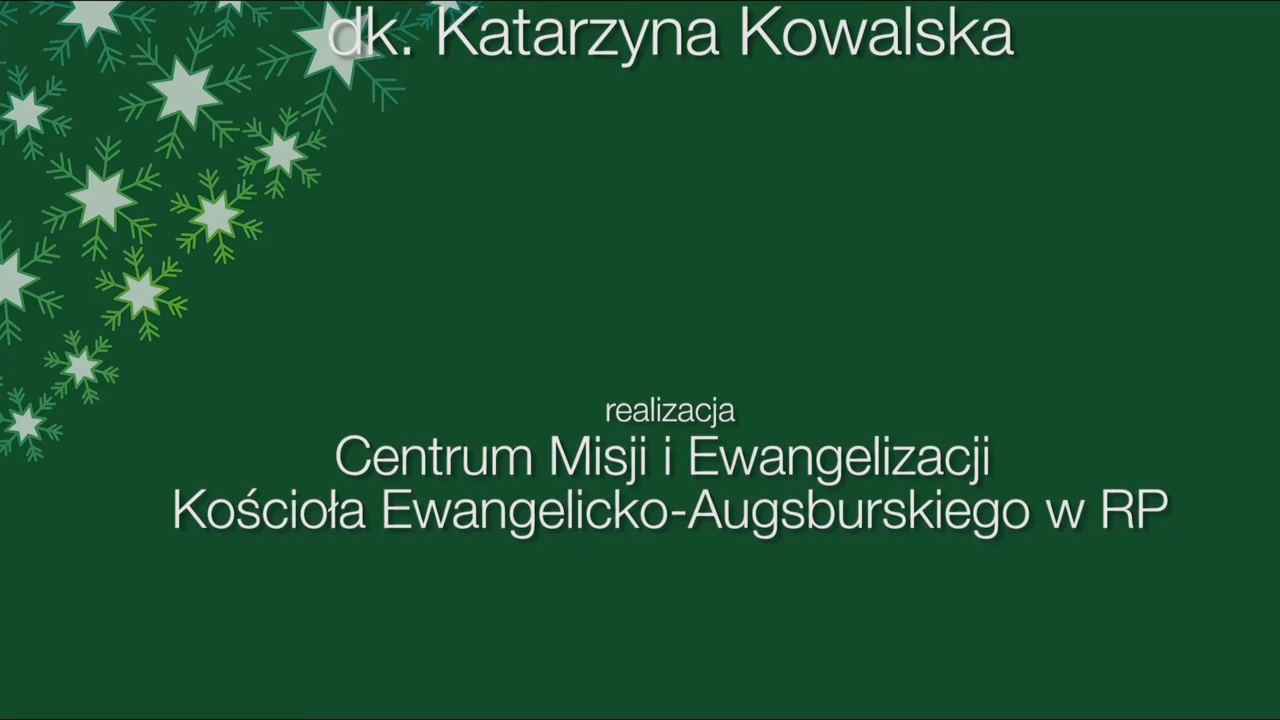 dk. Katarzyna Kowalska
realizacja
Centrum Misji i Ewangelizacji
Kościoła Ewangelicko-Augsburskiego w RP